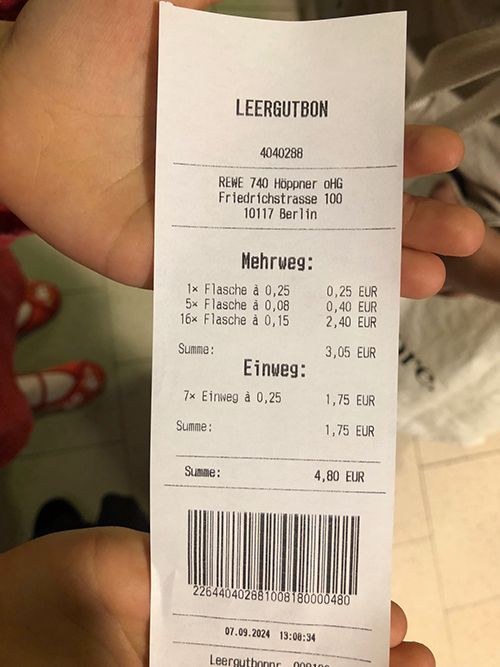 LEERGUTBON
4040288
REWE 740 Höppner oHG
Friedrichstrasse 100
10117 Berlin
Mehrweg:
1× Flasche à 0,25 0,25 EUR
5× Flasche à 0,08 0,40 EUR
16× Flasche à 0,15 2,40 EUR
Summe: 3,05 EUR
Einweg:
7× Einweg à 0,25 1,75 EUR
Summe: 1,75 EUR
Summe: 4,80 EUR
22644040288100818000048​0
07.09.2024 13:08:34